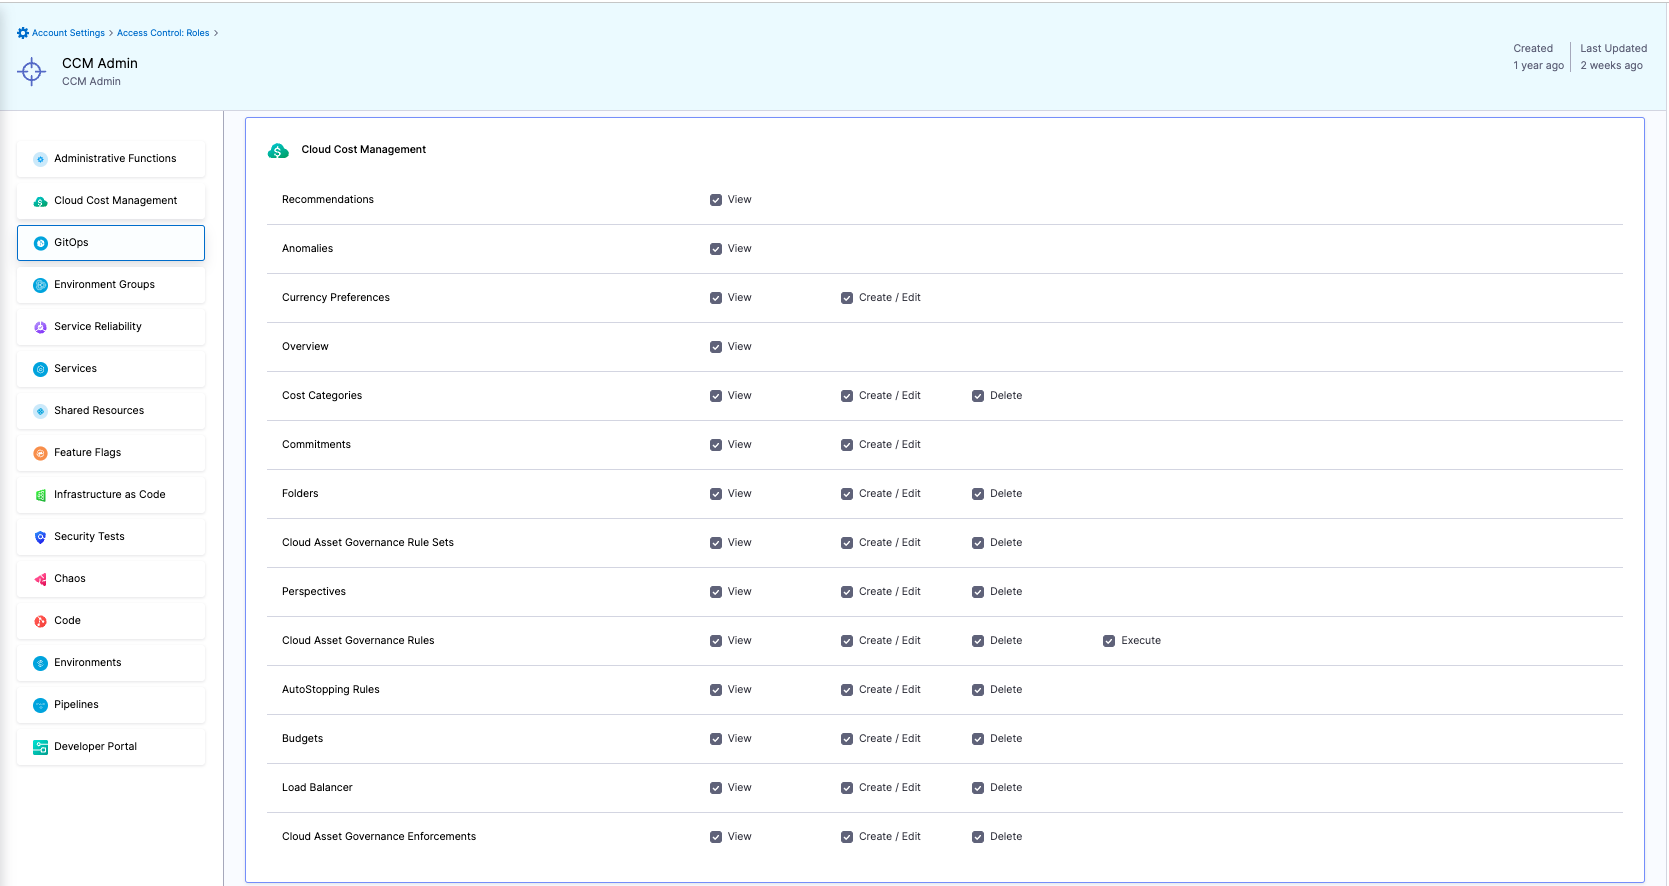 Account Settings > Access Control: Roles >
CCM Admin
CCM Admin
Created
1 year ago
Last Updated
2 weeks ago
Administrative Functions
Cloud Cost Management
GitOps
Environment Groups
Service Reliability
Services
Shared Resources
Feature Flags
Infrastructure as Code
Security Tests
Chaos
Code
Environments
Pipelines
Developer Portal
Cloud Cost Management
Recommendations View
Anomalies View
Currency Preferences View Create / Edit
Overview View
Cost Categories View Create / Edit Delete
Commitments View Create / Edit
Folders View Create / Edit Delete
Cloud Asset Governance Rule Sets View Create / Edit Delete
Perspectives View Create / Edit Delete
Cloud Asset Governance Rules View Create / Edit Delete Execute
AutoStopping Rules View Create / Edit Delete
Budgets View Create / Edit Delete
Load Balancer View Create / Edit Delete
Cloud Asset Governance Enforcements View Create / Edit Delete